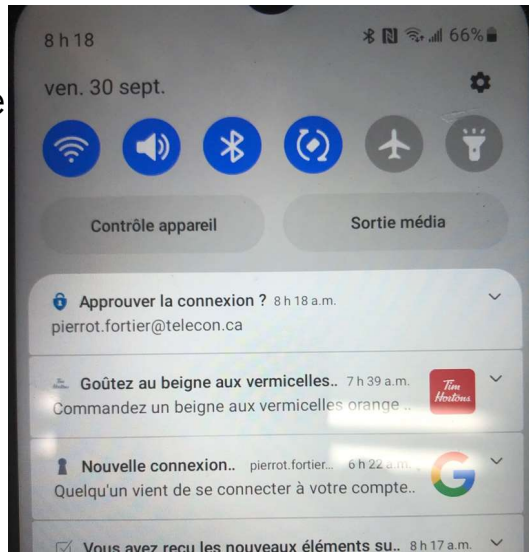 e
8 h 18
66%
ven. 30 sept.
Contrôle appareil
Sortie média
Approuver la connexion ? 8 h 18 a.m.
pierrot.fortier@telecon.ca
Goûtez au beigne aux vermicelles.. 7 h 39 a.m.
Commandez un beigne aux vermicelles orange ..
Tim
Hortons
Nouvelle connexion.. pierrot.fortier... 6 h 22 a.m.
Quelqu'un vient de se connecter à votre compte..
G
Vous avez reçu les nouveaux éléments su.. 8 h 17 a.m.